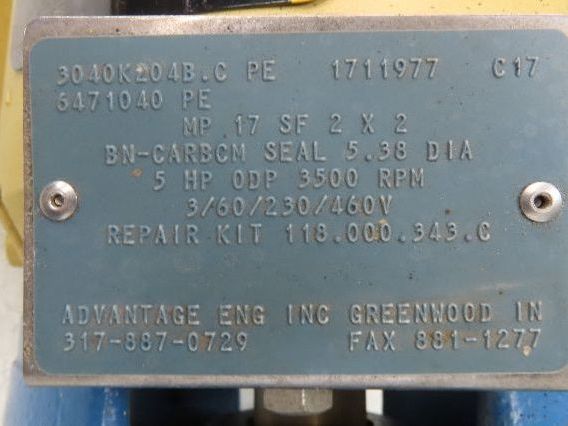 3040K204B.C PE 1711977 C17
6471040 PE
MP 17 SF 2 X 2
BN-CARBCM SEAL 5.38 DIA
5 HP ODP 3500 RPM
3/60/230/460V
REPAIR KIT 118.000.343.C
ADVANTAGE ENG INC GREENWOOD IN
317-887-0729 FAX 881-1277